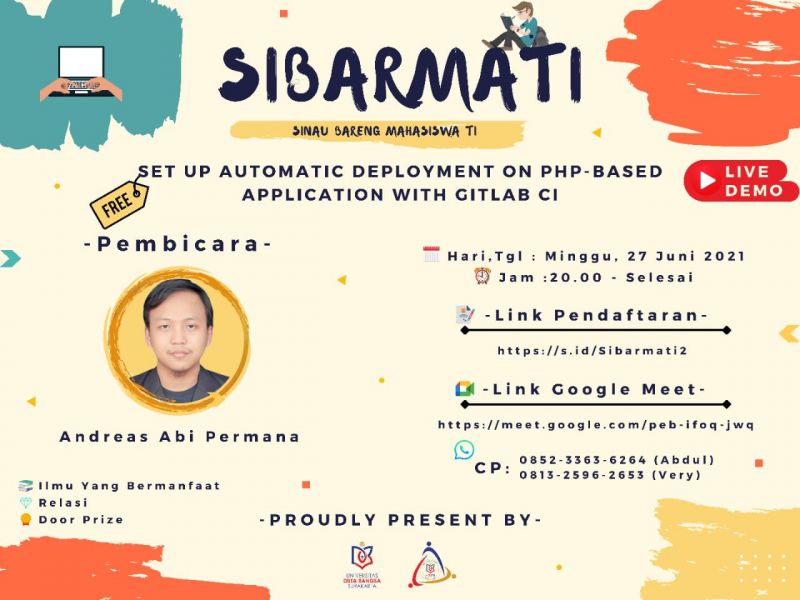 SIBARMATI
SINAU BARENG MAHASISWA TI
SET UP AUTOMATIC DEPLOYMENT ON PHP-BASED
APPLICATION WITH GITLAB CI
FREE
LIVE
DEMO
-Pembicara-
Andreas Abi Permana
Hari,Tgl : Minggu, 27 Juni 2021
Jam :20.00 - Selesai
-Link Pendaftaran-
https://s.id/Sibarmati2
-Link Google Meet-
https://meet.google.com/peb-ifoq-jwq
CP: 0852-3363-6264 (Abdul)
0813-2596-2653 (Very)
Ilmu Yang Bermanfaat
Relasi
Door Prize
-PROUDLY PRESENT BY-
UNIVERSITAS
DUTA BANGSA
SURAKARTA